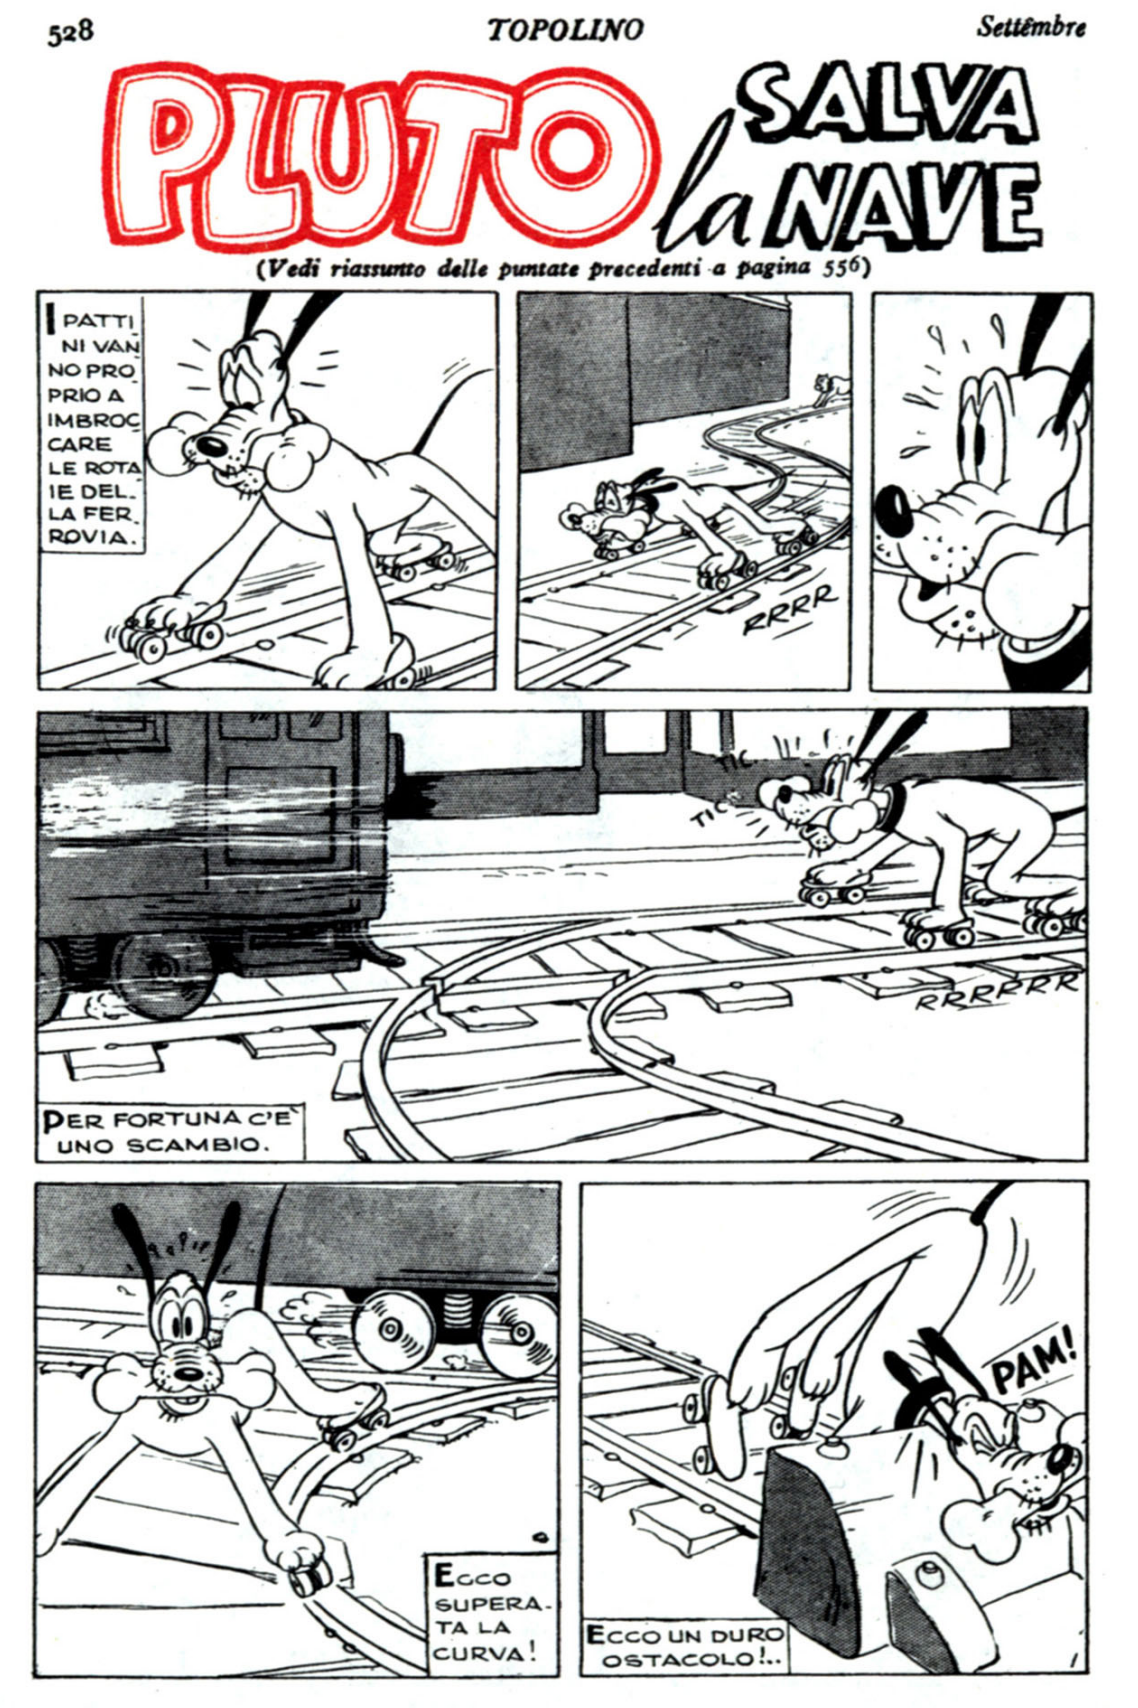 528
TOPOLINO
Settembre
PLUTO
SALVA
la NAVE
(Vedi riassunto delle puntate precedenti a pagina 556)
I PATTI
NI VAN
NO PRO
PRIO A
IMBROC
CARE
LE ROTA
IE DEL.
LA FER.
ROVIA.
RRRR
TIC
TIC
RRRRRR
PER FORTUNA C'E'
UNO SCAMBIO.
ECCO
SUPERA-
TA LA
CURVA!
PAM!
ECCO UN DURO
OSTACOLO!..